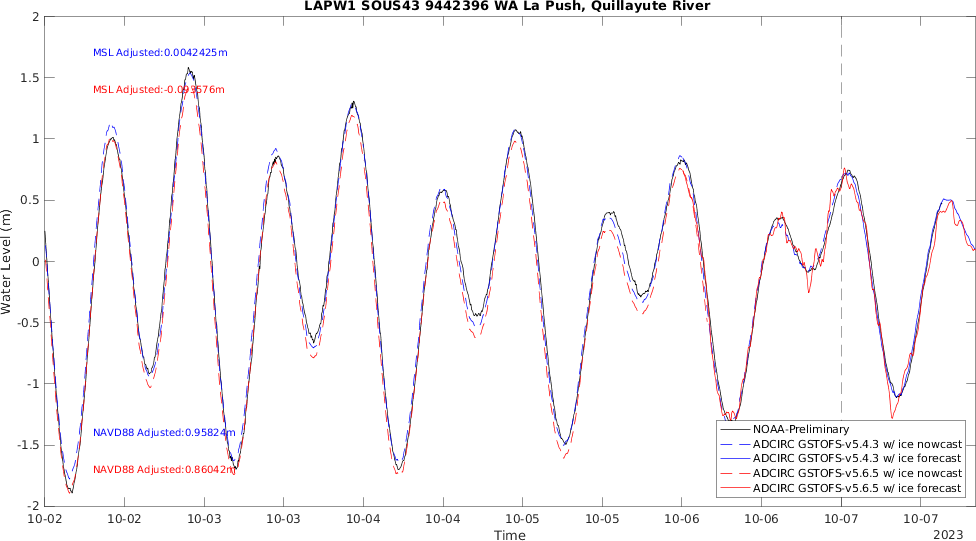 LAPW1 SOUS43 9442396 WA La Push, Quillayute River
2
1.5
1
0.5
0
-0.5
-1
-1.5
-2
Water Level (m)
MSL Adjusted:0.0042425m
MSL Adjusted:-0.093576m
NAVD88 Adjusted:0.95824m
NAVD88 Adjusted:0.86042m
NOAA-Preliminary
ADCIRC GSTOFS-v5.4.3 w/ ice nowcast
ADCIRC GSTOFS-v5.4.3 w/ ice forecast
ADCIRC GSTOFS-v5.6.5 w/ ice nowcast
ADCIRC GSTOFS-v5.6.5 w/ ice forecast
10-02 10-02 10-03 10-03 10-04 10-04 10-05 10-05 10-06 10-06 10-07 10-07
Time
2023